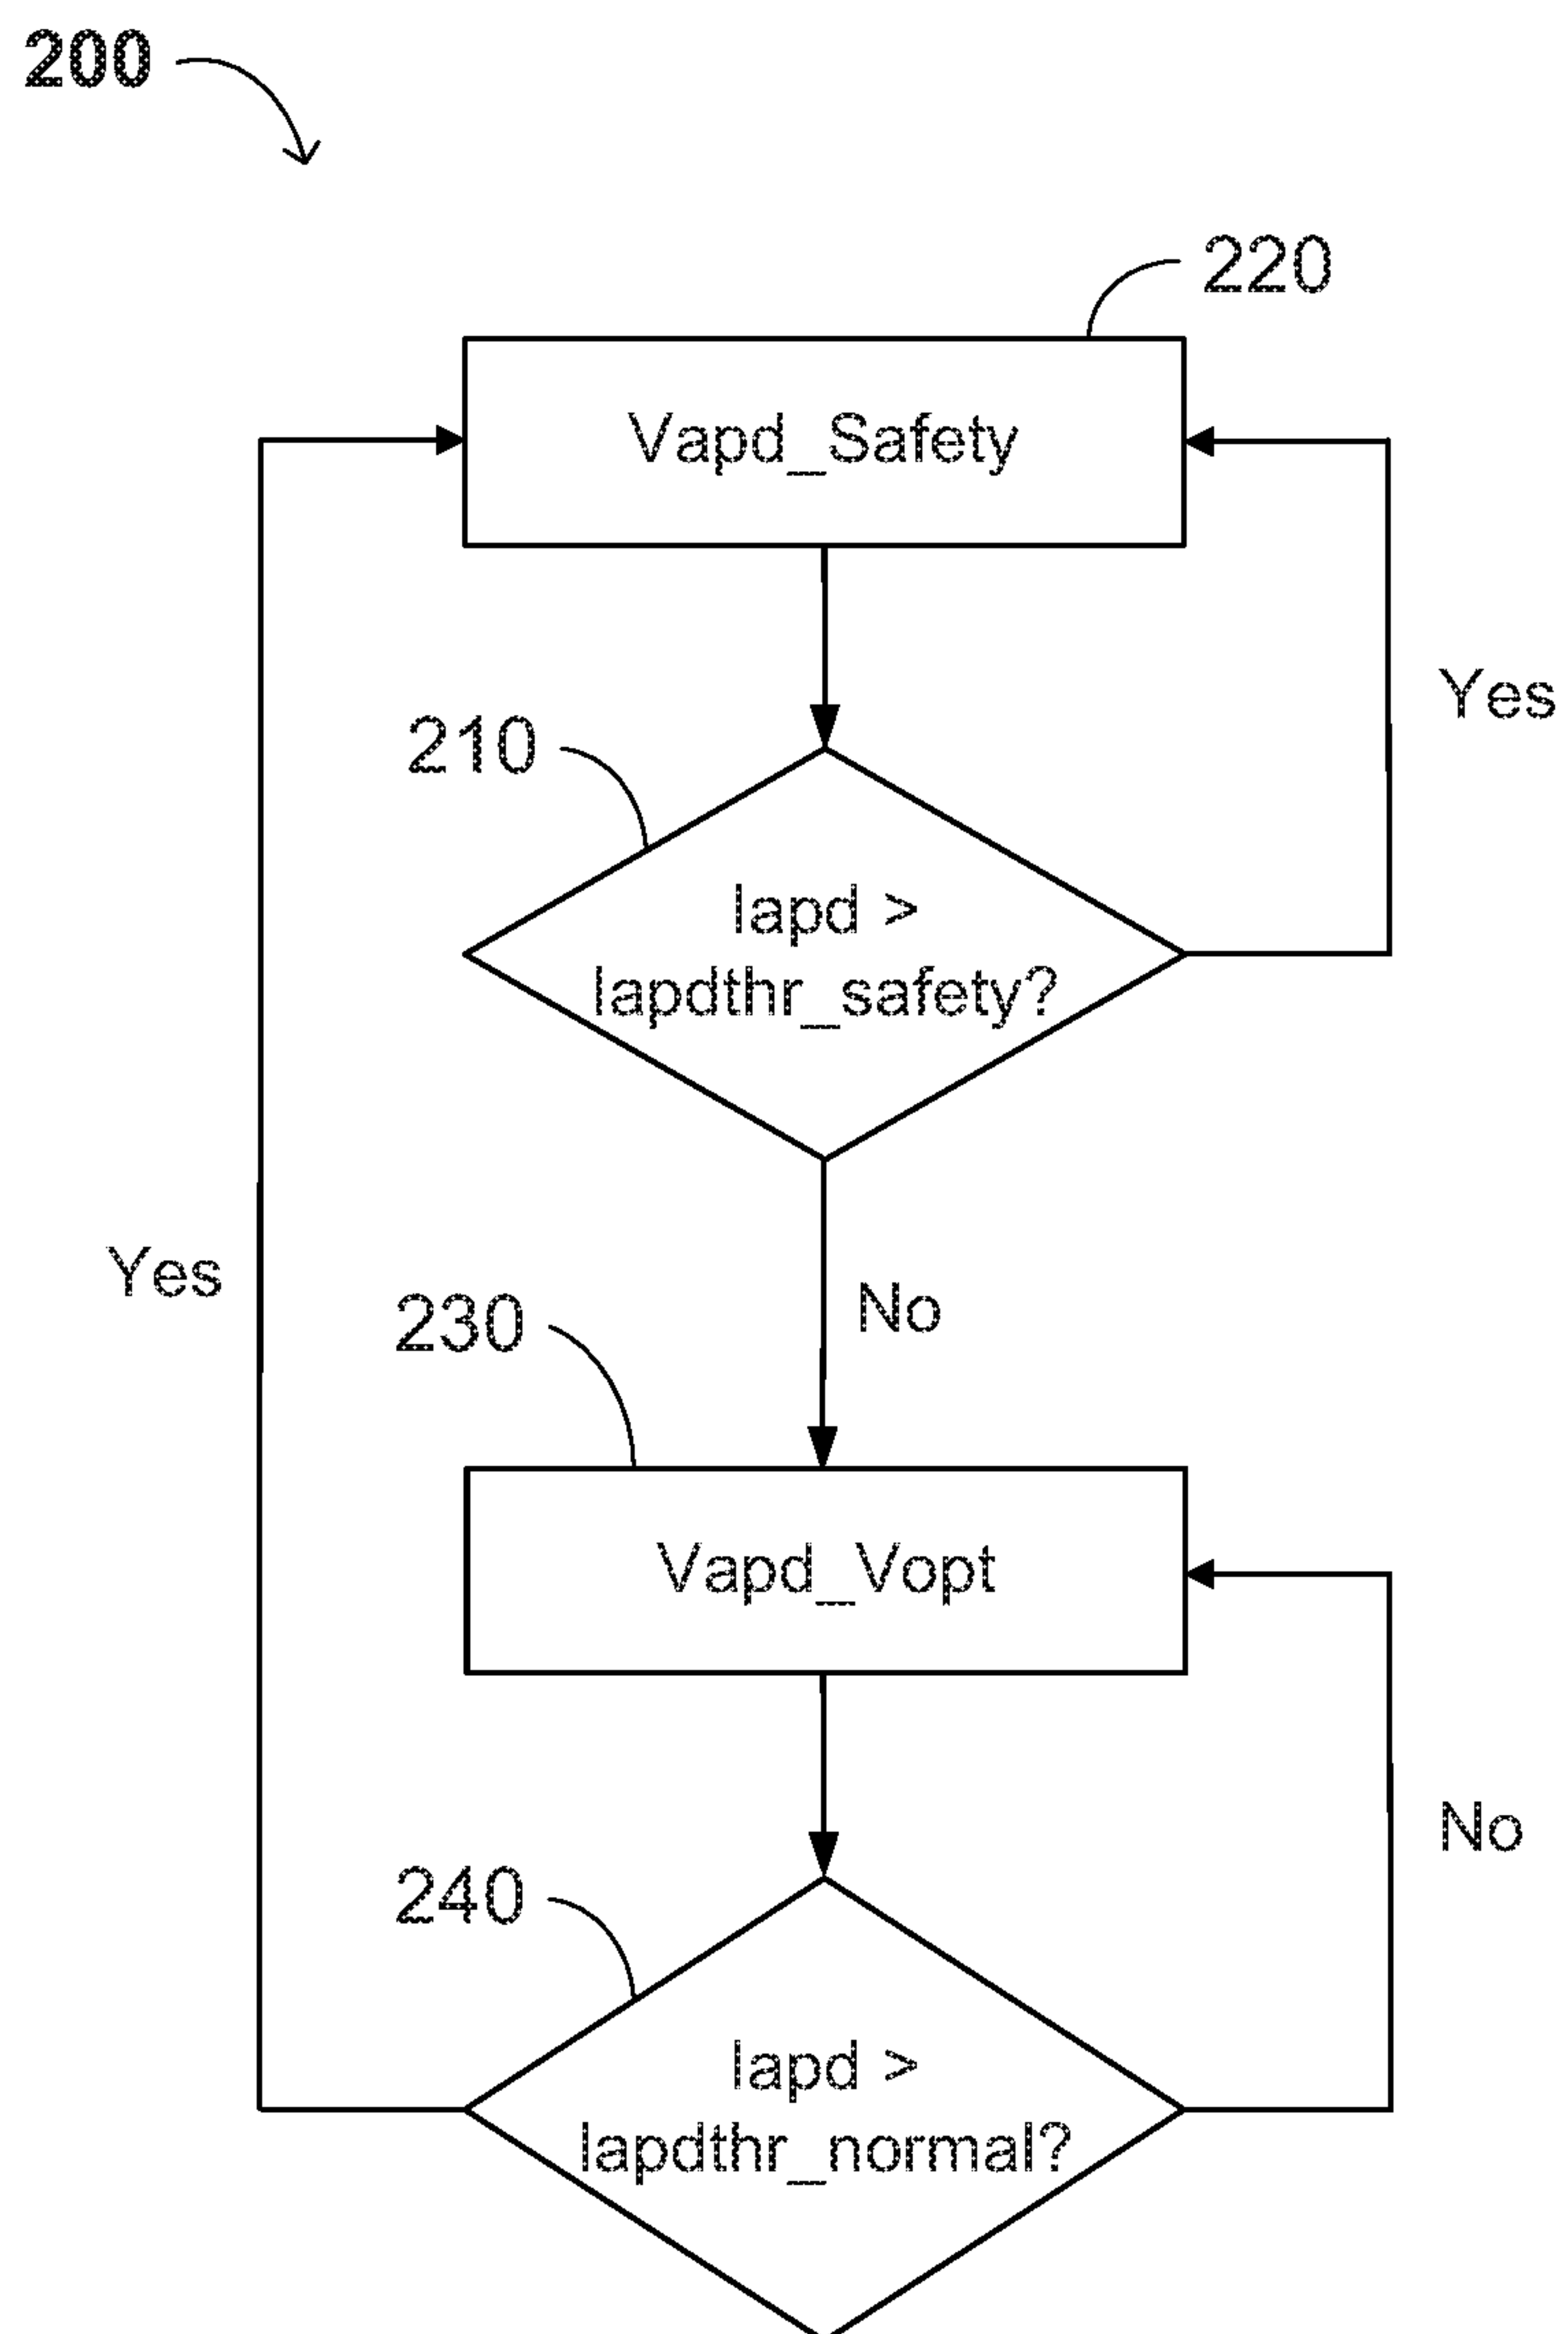 200
220
Vapd_Safety
Yes
210
Iapd >
Iapdthr_safety?
Yes
No
230
Vapd_Vopt
No
240
Iapd >
Iapdthr_normal?